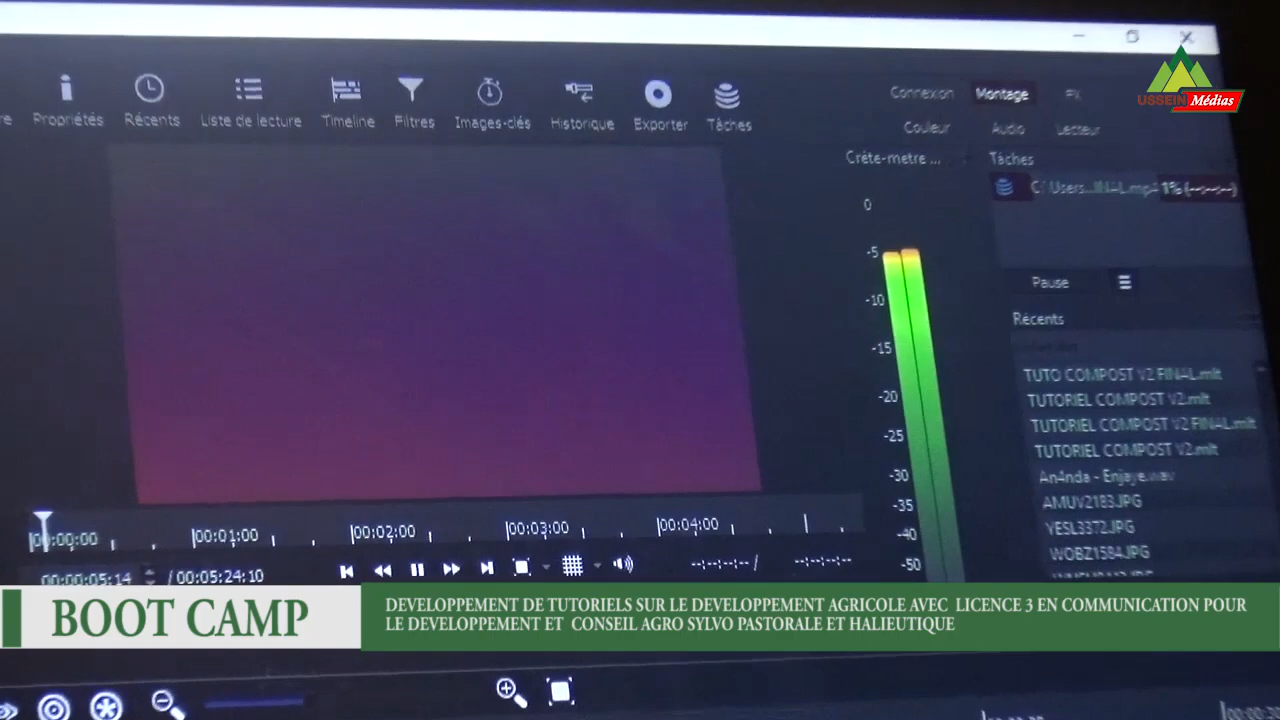 Propriétés
Récents
Liste de lecture
Timeline
Filtres
Images-clés
Historique
Exporter
Tâches
Connexion
Montage
FX
Couleur
Audio
Lecteur
USSEIN Médias
Crête-metre ...
0
-5
-10
-15
-20
-25
-30
-35
-40
-50
Tâches
1% (--:--:--)
Pause
Récents
TUTO COMPOST V2 FINAL.mlt
TUTORIEL COMPOST V2.mlt
TUTORIEL COMPOST V2 FINAL.mlt
TUTORIEL COMPOST V2.mlt
An4nda - Enjaye.wav
AMUV2183.JPG
YESL3372.JPG
WOBZ1584.JPG
00:00:00
00:01:00
00:02:00
00:03:00
00:04:00
00:00:05:14 / 00:05:24:10
--:--:--:-- /
--:--:--:--
BOOT CAMP
DEVELOPPEMENT DE TUTORIELS SUR LE DEVELOPPEMENT AGRICOLE AVEC LICENCE 3 EN COMMUNICATION POUR
LE DEVELOPPEMENT ET CONSEIL AGRO SYLVO PASTORALE ET HALIEUTIQUE